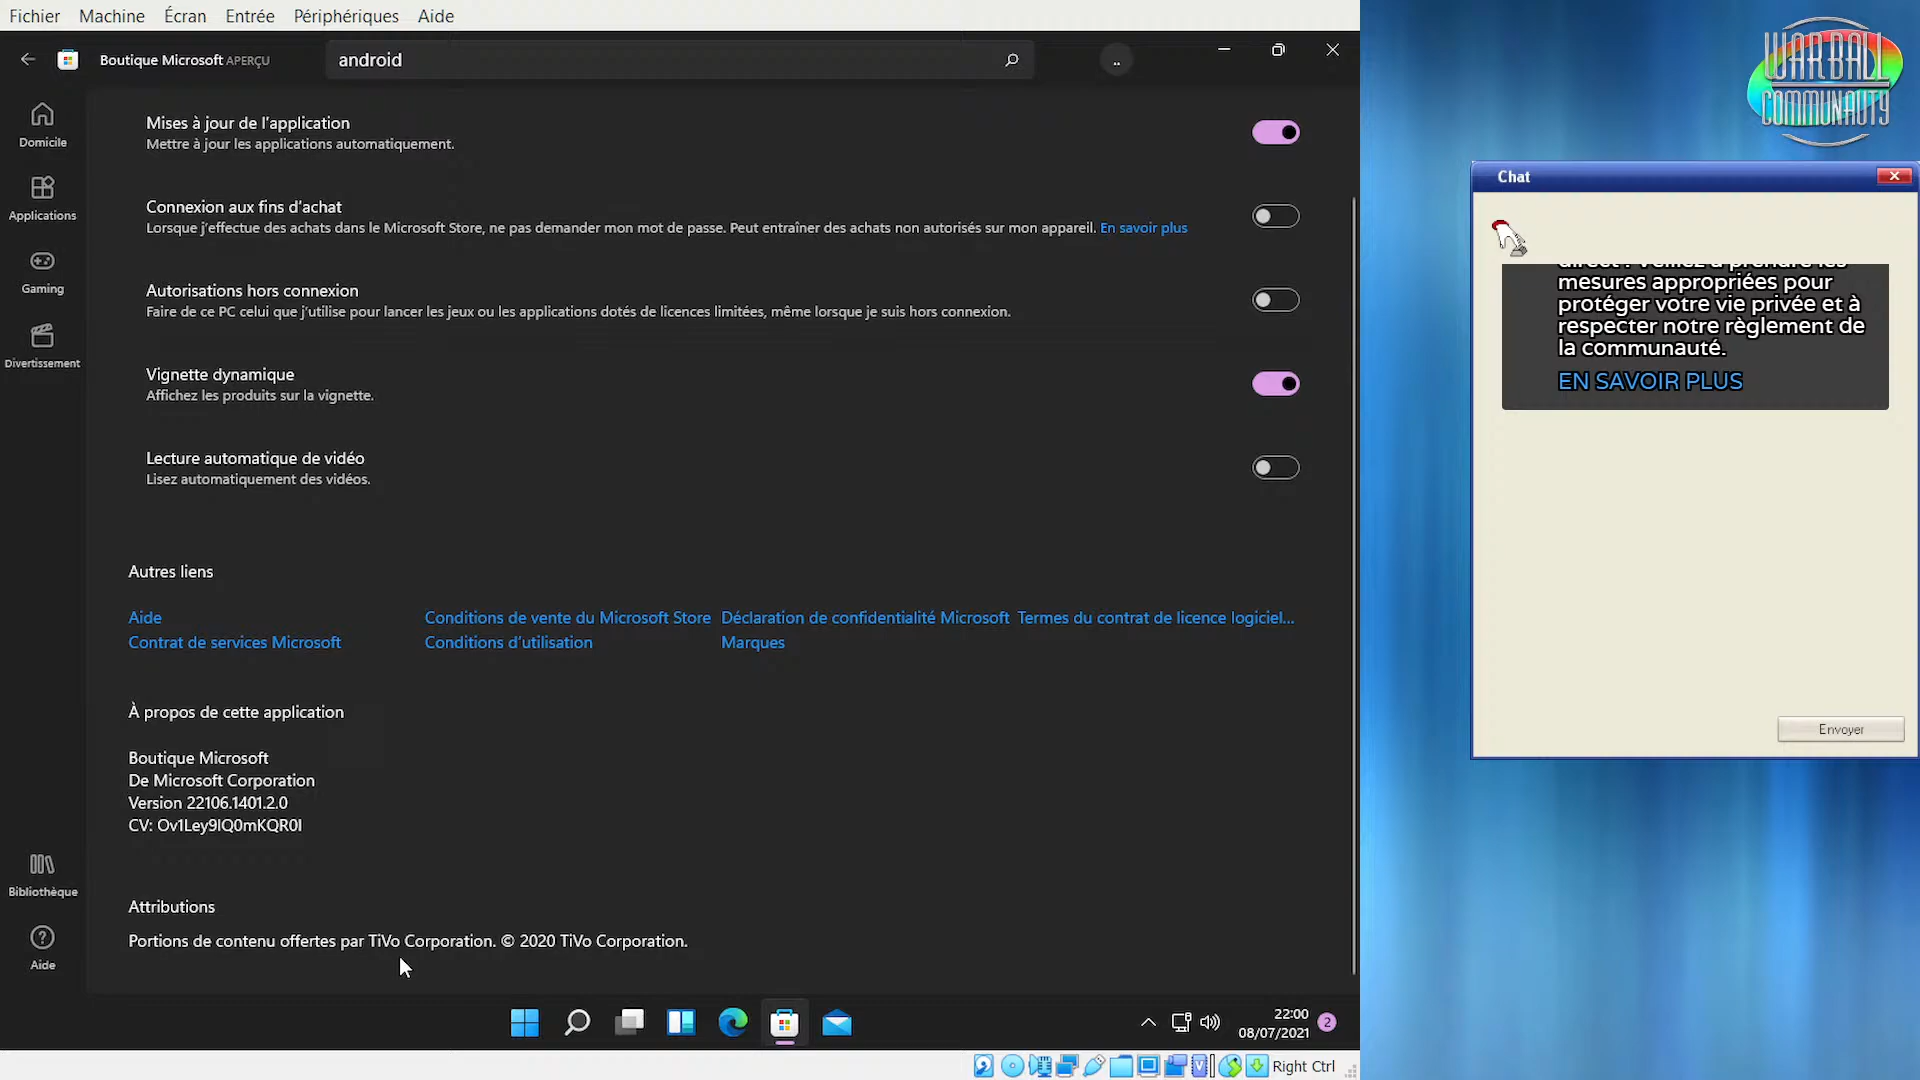 Fichier Machine Écran Entrée Périphériques Aide
Boutique Microsoft APERÇU
android
..
Domicile
Applications
Gaming
Divertissement
Bibliothèque
Aide
Mises à jour de l'application
Mettre à jour les applications automatiquement.
Connexion aux fins d'achat
Lorsque j'effectue des achats dans le Microsoft Store, ne pas demander mon mot de passe. Peut entraîner des achats non autorisés sur mon appareil. En savoir plus
Autorisations hors connexion
Faire de ce PC celui que j'utilise pour lancer les jeux ou les applications dotés de licences limitées, même lorsque je suis hors connexion.
Vignette dynamique
Affichez les produits sur la vignette.
Lecture automatique de vidéo
Lisez automatiquement des vidéos.
Autres liens
Aide Conditions de vente du Microsoft Store Déclaration de confidentialité Microsoft Termes du contrat de licence logiciel...
Contrat de services Microsoft Conditions d'utilisation Marques
À propos de cette application
Boutique Microsoft
De Microsoft Corporation
Version 22106.1401.2.0
CV: Ov1Ley9IQ0mKQR0I
Attributions
Portions de contenu offertes par TiVo Corporation. © 2020 TiVo Corporation.
22:00
08/07/2021
2
Right Ctrl
WARBALL
COMMUNAUTY
Chat
direct ! Veillez à prendre les
mesures appropriées pour
protéger votre vie privée et à
respecter notre règlement de
la communauté.
EN SAVOIR PLUS
Envoyer